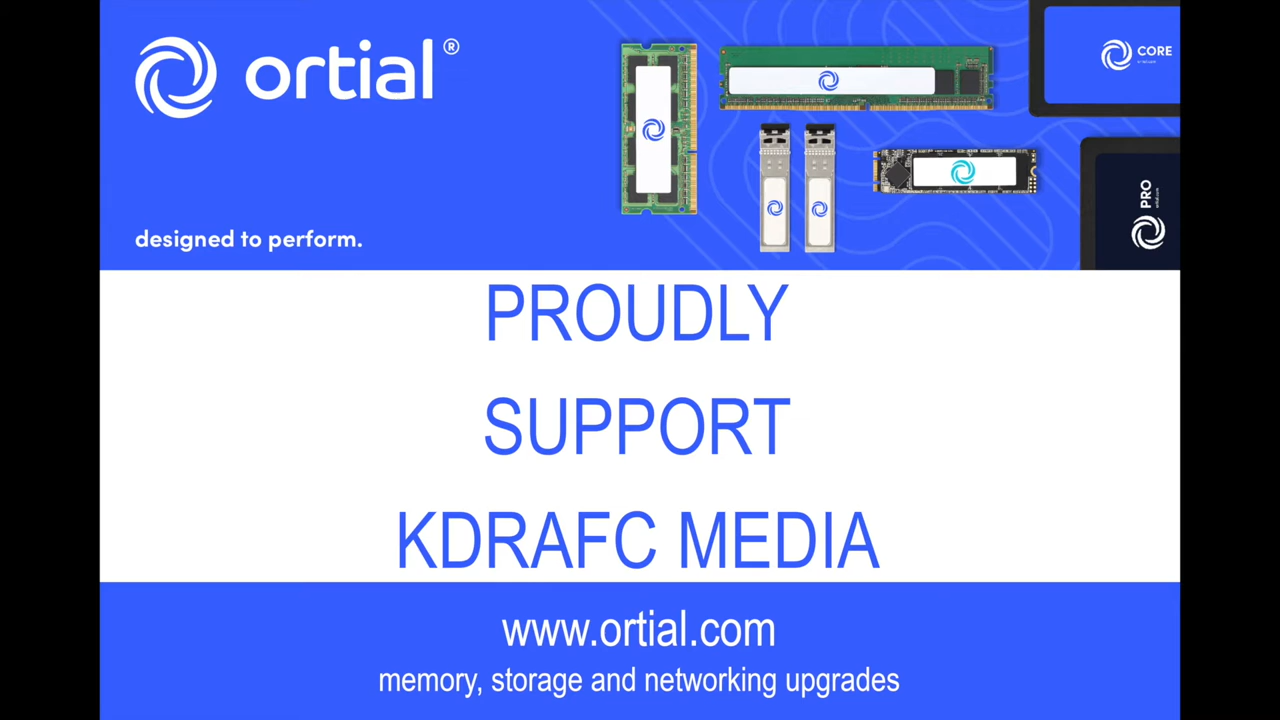 ortial®
CORE
PRO
designed to perform.
PROUDLY
SUPPORT
KDRAFC MEDIA
www.ortial.com
memory, storage and networking upgrades